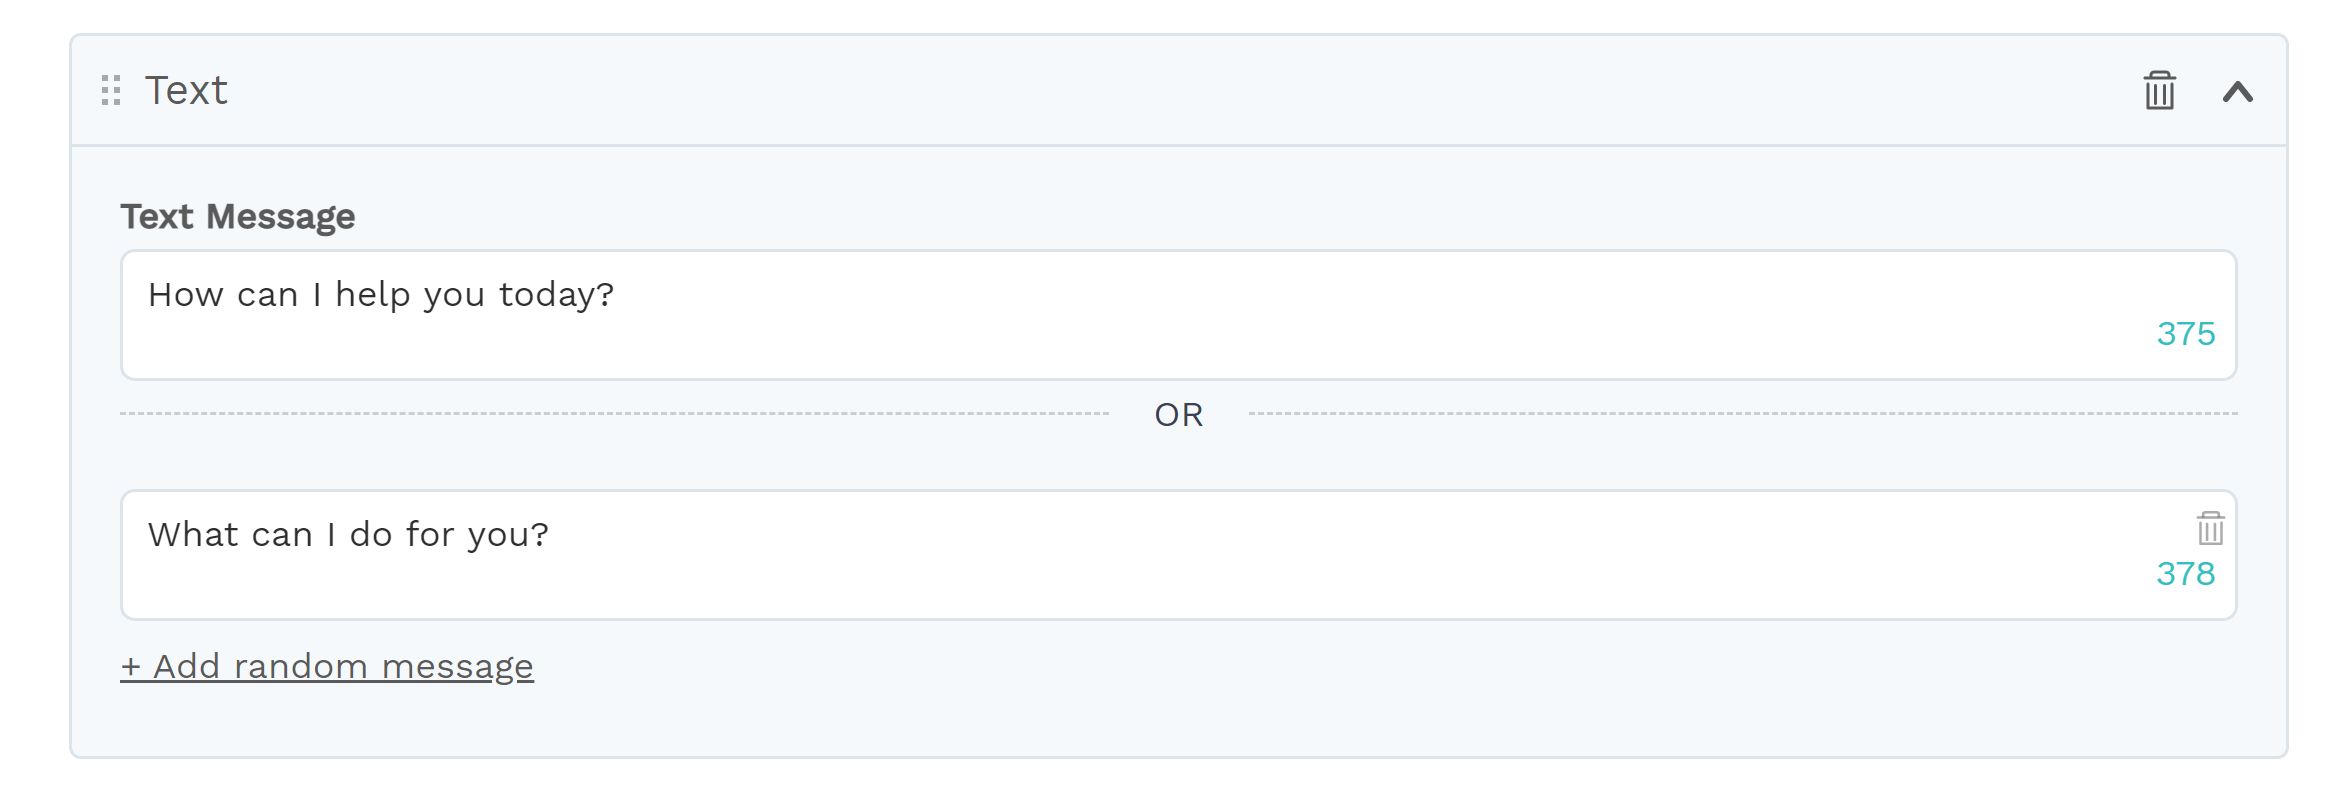 Text
Text Message
How can I help you today?
375
OR
What can I do for you?
378
+ Add random message